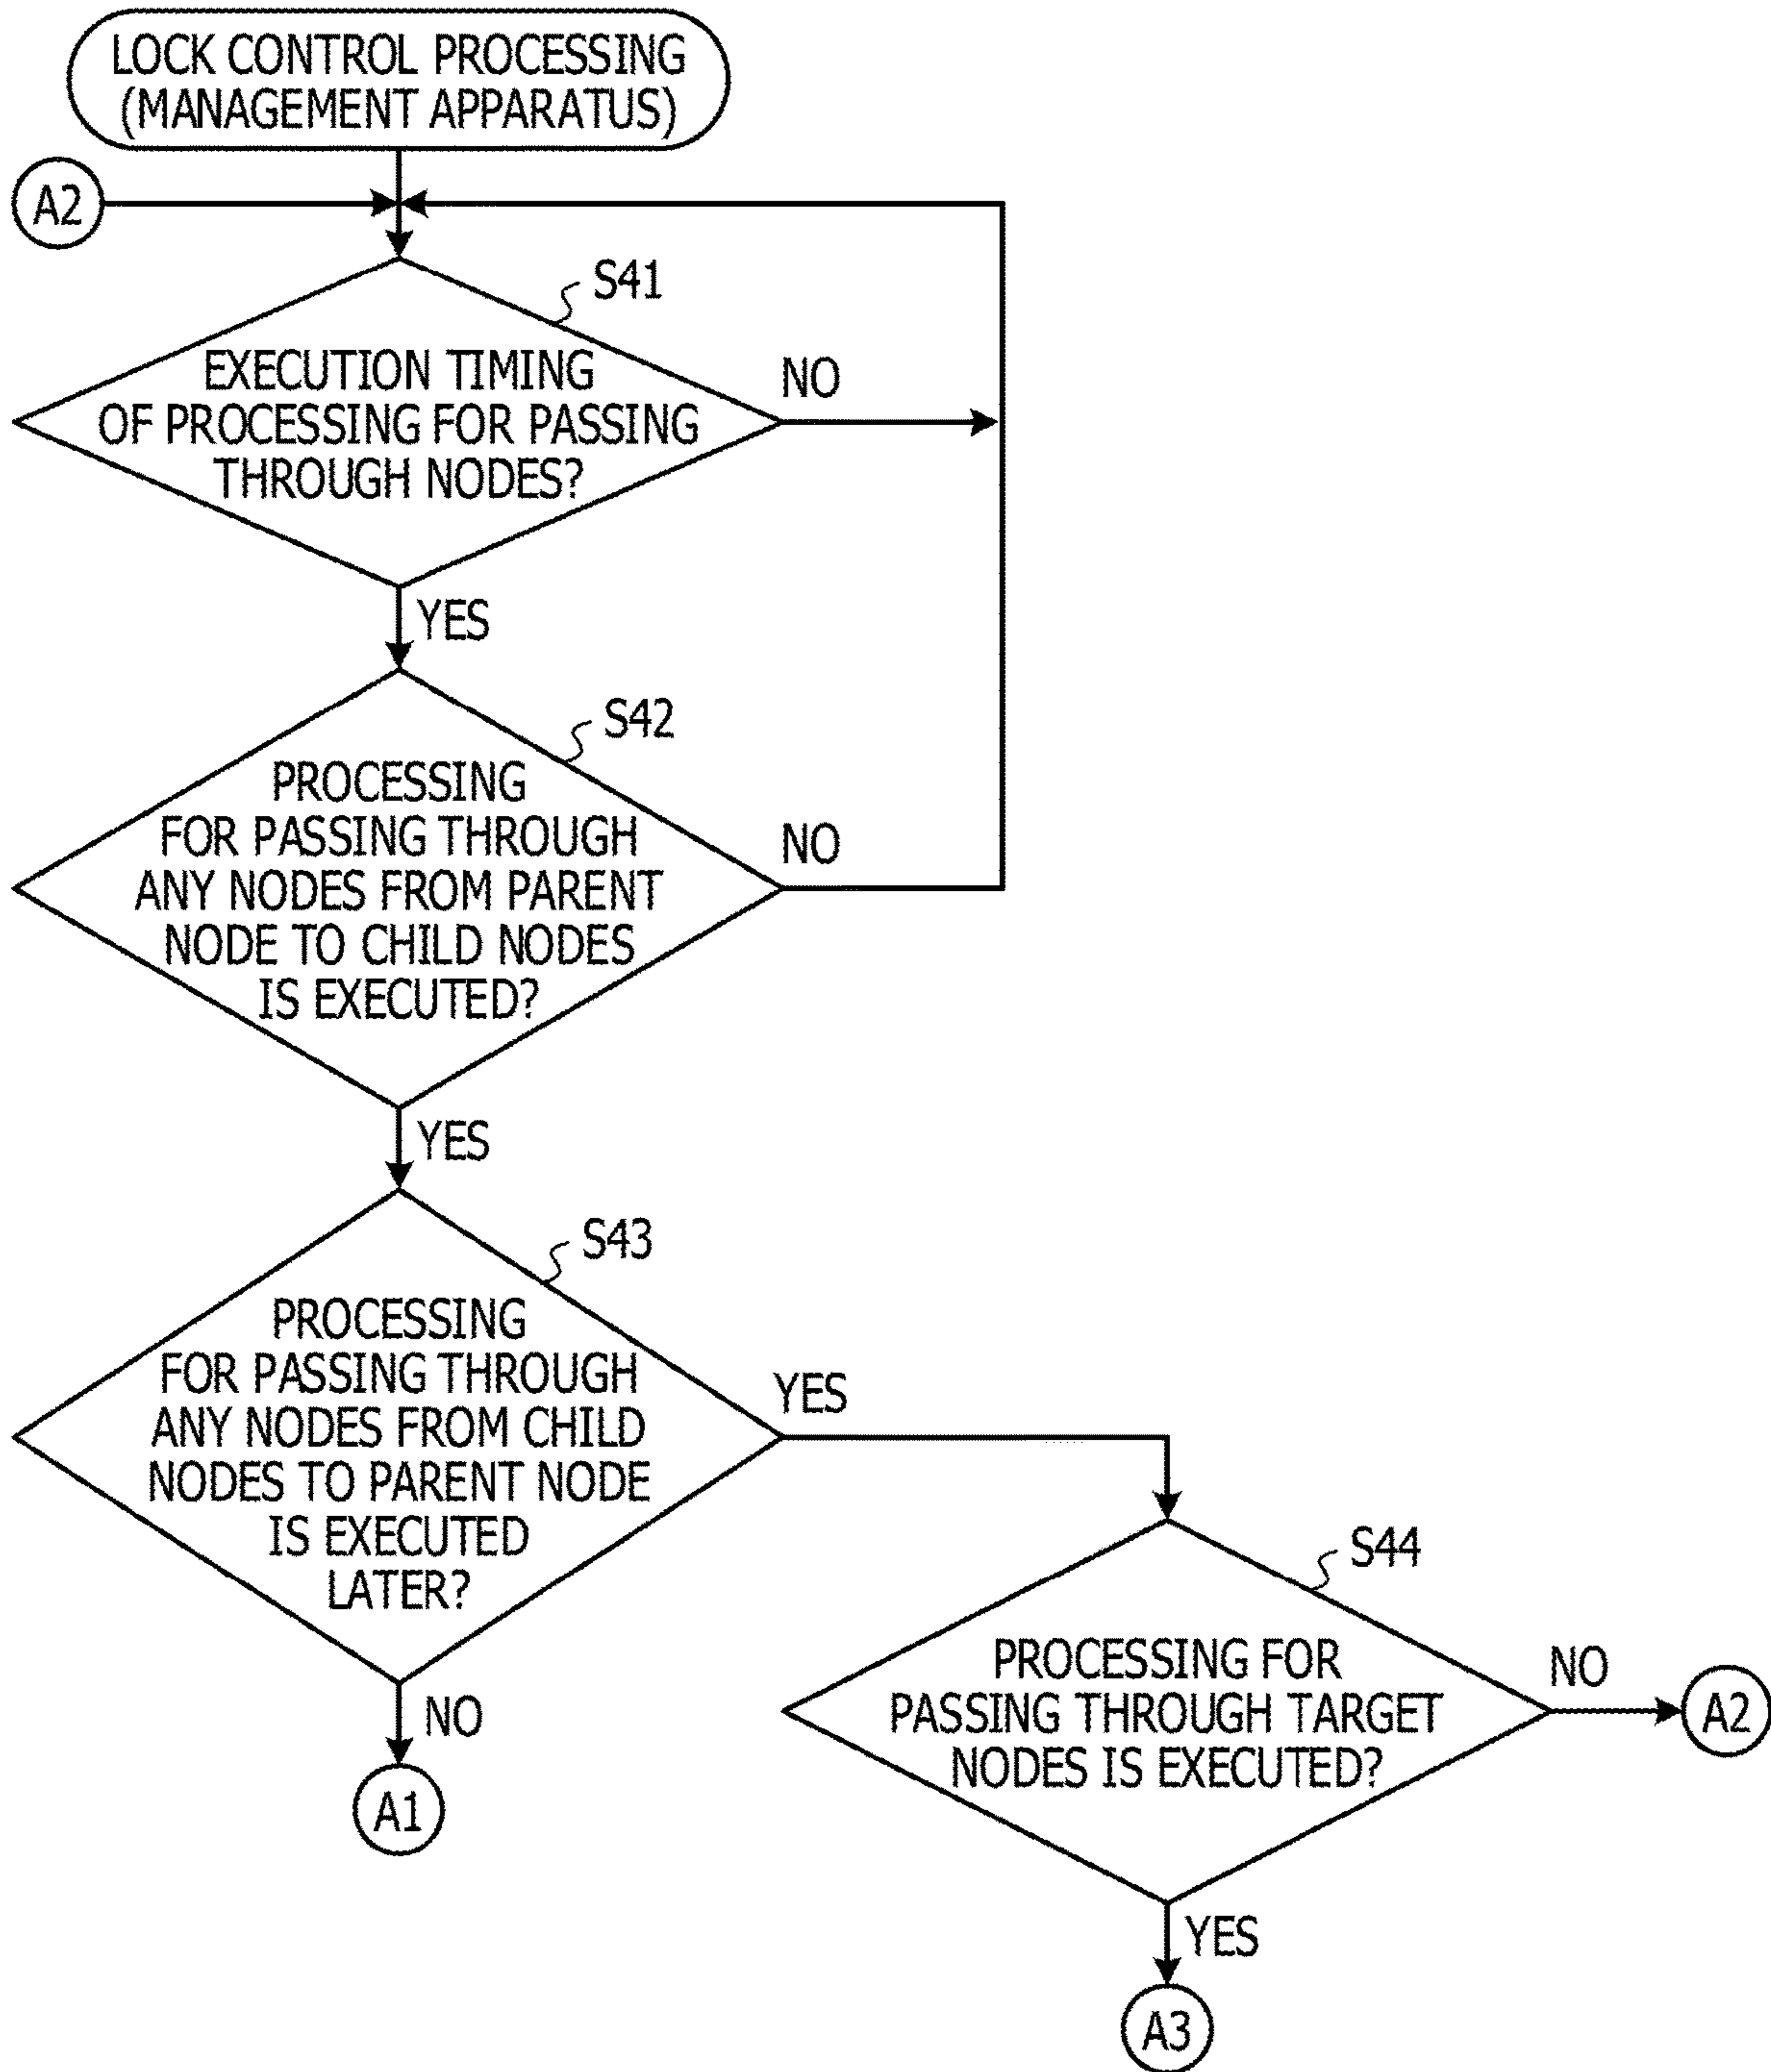 LOCK CONTROL PROCESSING
(MANAGEMENT APPARATUS)
A2
S41
EXECUTION TIMING
OF PROCESSING FOR PASSING
THROUGH NODES?
NO
YES
S42
PROCESSING
FOR PASSING THROUGH
ANY NODES FROM PARENT
NODE TO CHILD NODES
IS EXECUTED?
NO
YES
S43
PROCESSING
FOR PASSING THROUGH
ANY NODES FROM CHILD
NODES TO PARENT NODE
IS EXECUTED
LATER?
YES
NO
A1
S44
PROCESSING FOR
PASSING THROUGH TARGET
NODES IS EXECUTED?
NO
A2
YES
A3